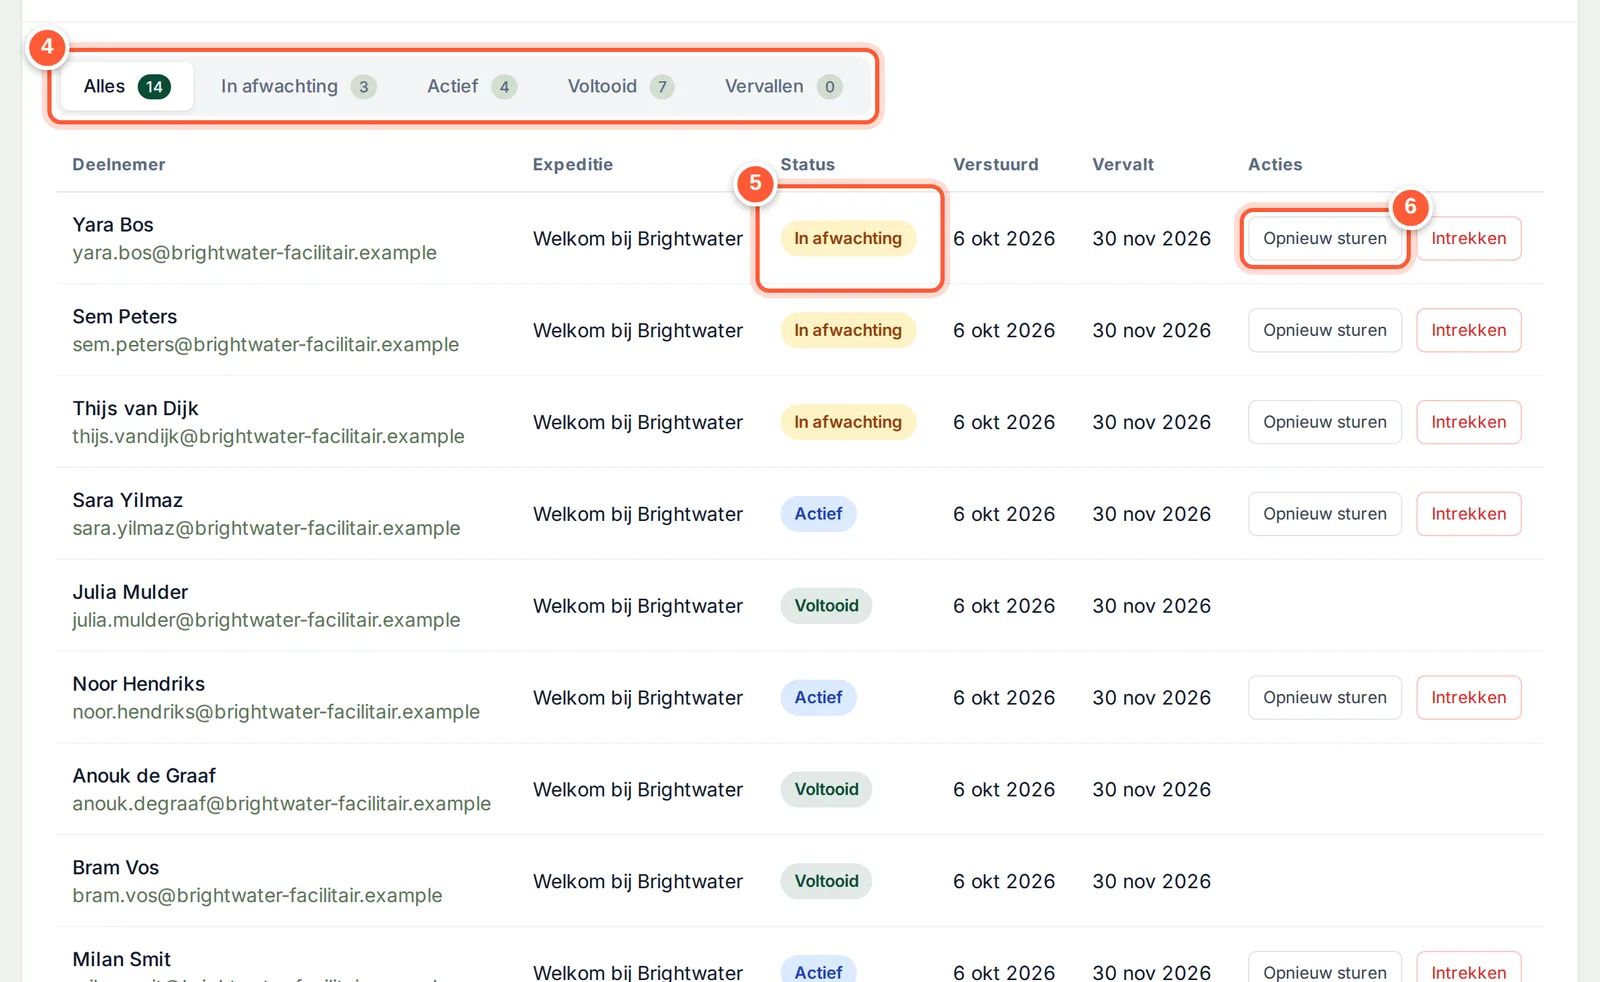 4
Alles 14 In afwachting 3 Actief 4 Voltooid 7 Vervallen 0
Deelnemer Expeditie Status Verstuurd Vervalt Acties
5
6
Yara Bos
yara.bos@brightwater-facilitair.example
Welkom bij Brightwater In afwachting 6 okt 2026 30 nov 2026 Opnieuw sturen Intrekken
Sem Peters
sem.peters@brightwater-facilitair.example
Welkom bij Brightwater In afwachting 6 okt 2026 30 nov 2026 Opnieuw sturen Intrekken
Thijs van Dijk
thijs.vandijk@brightwater-facilitair.example
Welkom bij Brightwater In afwachting 6 okt 2026 30 nov 2026 Opnieuw sturen Intrekken
Sara Yilmaz
sara.yilmaz@brightwater-facilitair.example
Welkom bij Brightwater Actief 6 okt 2026 30 nov 2026 Opnieuw sturen Intrekken
Julia Mulder
julia.mulder@brightwater-facilitair.example
Welkom bij Brightwater Voltooid 6 okt 2026 30 nov 2026
Noor Hendriks
noor.hendriks@brightwater-facilitair.example
Welkom bij Brightwater Actief 6 okt 2026 30 nov 2026 Opnieuw sturen Intrekken
Anouk de Graaf
anouk.degraaf@brightwater-facilitair.example
Welkom bij Brightwater Voltooid 6 okt 2026 30 nov 2026
Bram Vos
bram.vos@brightwater-facilitair.example
Welkom bij Brightwater Voltooid 6 okt 2026 30 nov 2026
Milan Smit
Welkom bij Brightwater Actief 6 okt 2026 30 nov 2026 Opnieuw sturen Intrekken